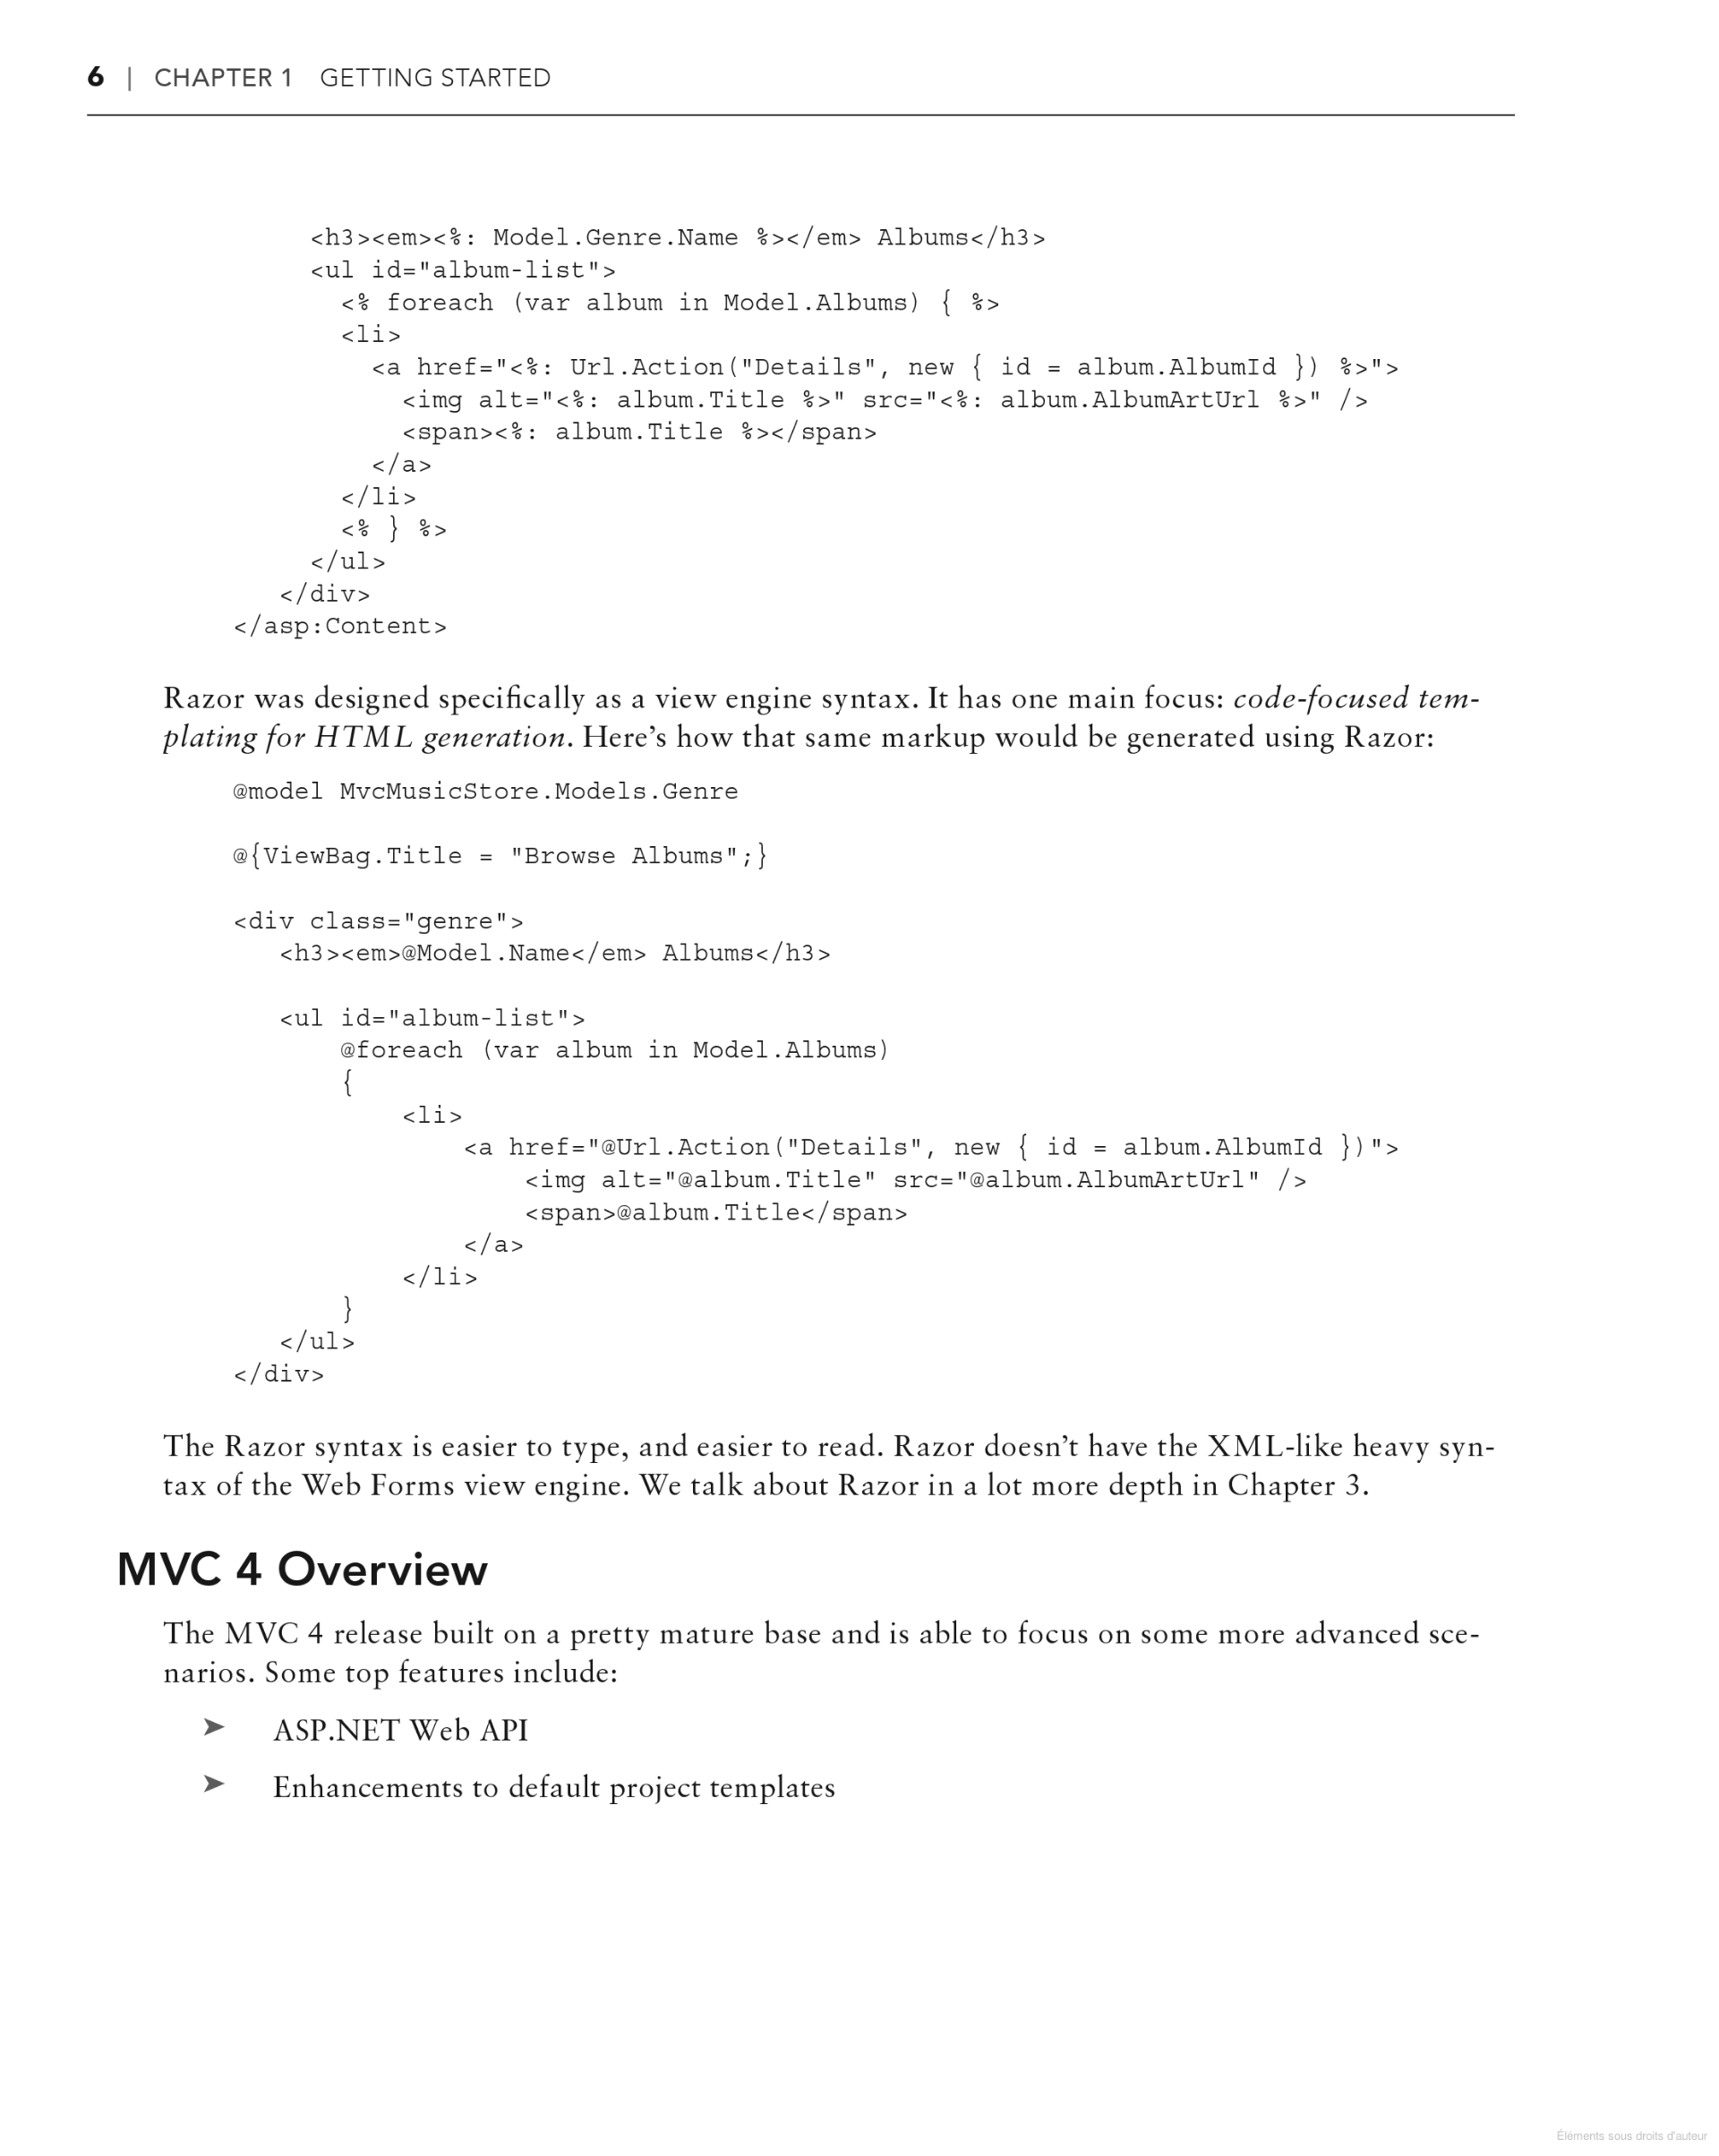 6 | CHAPTER 1 GETTING STARTED
<h3><em><%: Model.Genre.Name %></em> Albums</h3>
<ul id="album-list">
<% foreach (var album in Model.Albums) { %>
<li>
<a href="<%: Url.Action("Details", new { id = album.AlbumId }) %>">
<img alt="<%: album.Title %>" src="<%: album.AlbumArtUrl %>" />
<span><%: album.Title %></span>
</a>
</li>
<% } %>
</ul>
</div>
</asp:Content>
Razor was designed specifically as a view engine syntax. It has one main focus: code-focused tem-
plating for HTML generation. Here’s how that same markup would be generated using Razor:
@model MvcMusicStore.Models.Genre
@{ViewBag.Title = "Browse Albums";}
<div class="genre">
<h3><em>@Model.Name</em> Albums</h3>
<ul id="album-list">
@foreach (var album in Model.Albums)
{
<li>
<a href="@Url.Action("Details", new { id = album.AlbumId })">
<img alt="@album.Title" src="@album.AlbumArtUrl" />
<span>@album.Title</span>
</a>
</li>
}
</ul>
</div>
The Razor syntax is easier to type, and easier to read. Razor doesn’t have the XML-like heavy syn-
tax of the Web Forms view engine. We talk about Razor in a lot more depth in Chapter 3.
MVC 4 Overview
The MVC 4 release built on a pretty mature base and is able to focus on some more advanced sce-
narios. Some top features include:
➤ ASP.NET Web API
➤ Enhancements to default project templates
Éléments sous droits d'auteur